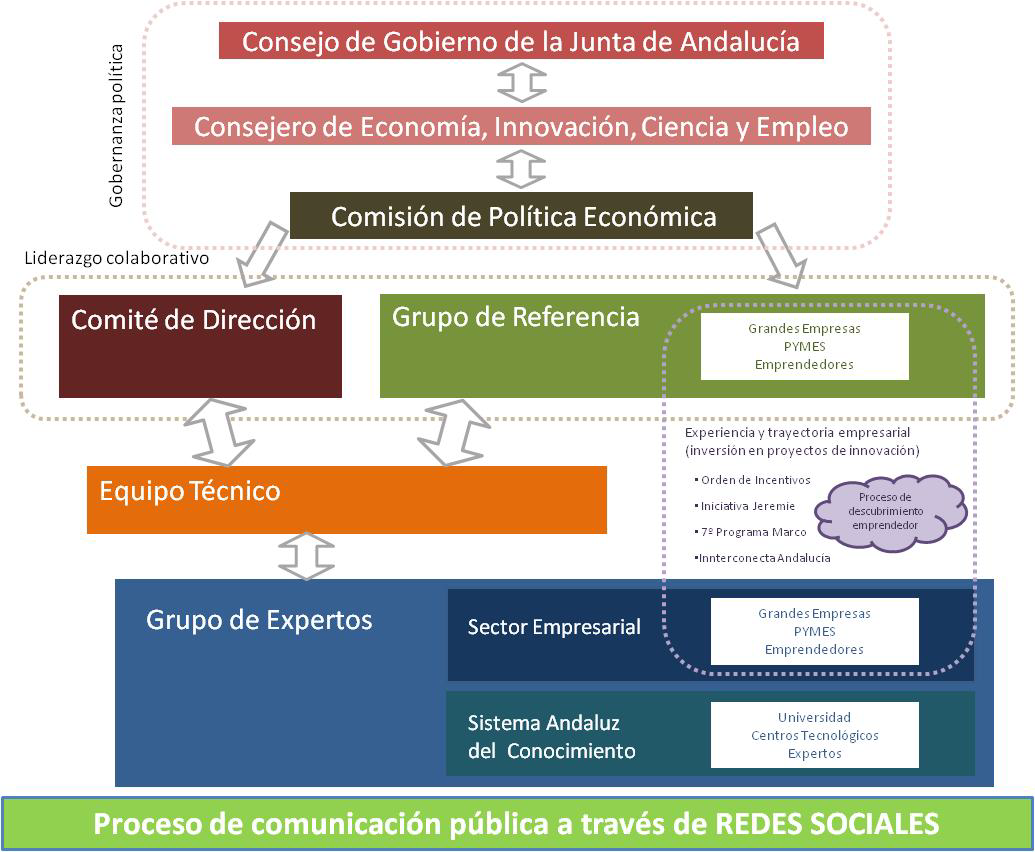 Gobernanza política
Consejo de Gobierno de la Junta de Andalucía
Consejero de Economía, Innovación, Ciencia y Empleo
Comisión de Política Económica
Liderazgo colaborativo
Comité de Dirección
Grupo de Referencia
Grandes Empresas
PYMES
Emprendedores
Experiencia y trayectoria empresarial
(inversión en proyectos de innovación)
▪ Orden de Incentivos
▪ Iniciativa Jeremie
▪ 7º Programa Marco
▪ Innterconecta Andalucía
Proceso de
descubrimiento
emprendedor
Equipo Técnico
Grupo de Expertos
Sector Empresarial
Grandes Empresas
PYMES
Emprendedores
Sistema Andaluz
del Conocimiento
Universidad
Centros Tecnológicos
Expertos
Proceso de comunicación pública a través de REDES SOCIALES